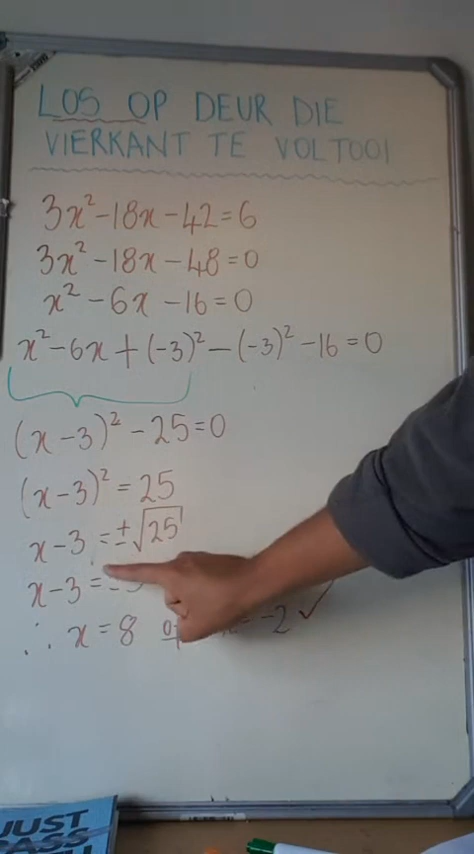 LOS OP DEUR DIE
VIERKANT TE VOLTOOI
3x²-18x-42=6
3x²-18x-48=0
x²-6x-16=0
x²-6x+(-3)²-(-3)²-16=0
(x-3)²-25=0
(x-3)²=25
x-3=±√25
x-3=
∴ x=8 of x=-2 ✓
JUST
PASS